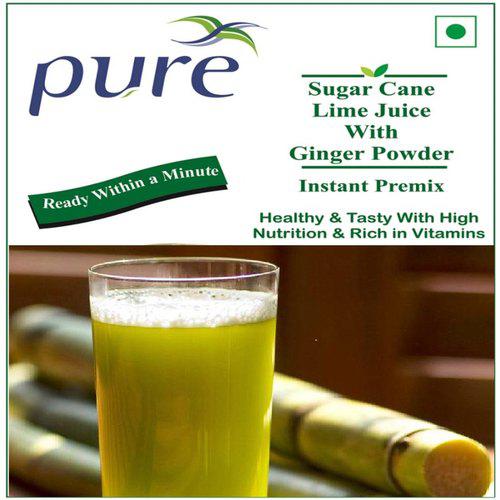 pure
Sugar Cane
Lime Juice
With
Ginger Powder
Instant Premix
Ready Within a Minute
Healthy & Tasty With High
Nutrition & Rich in Vitamins